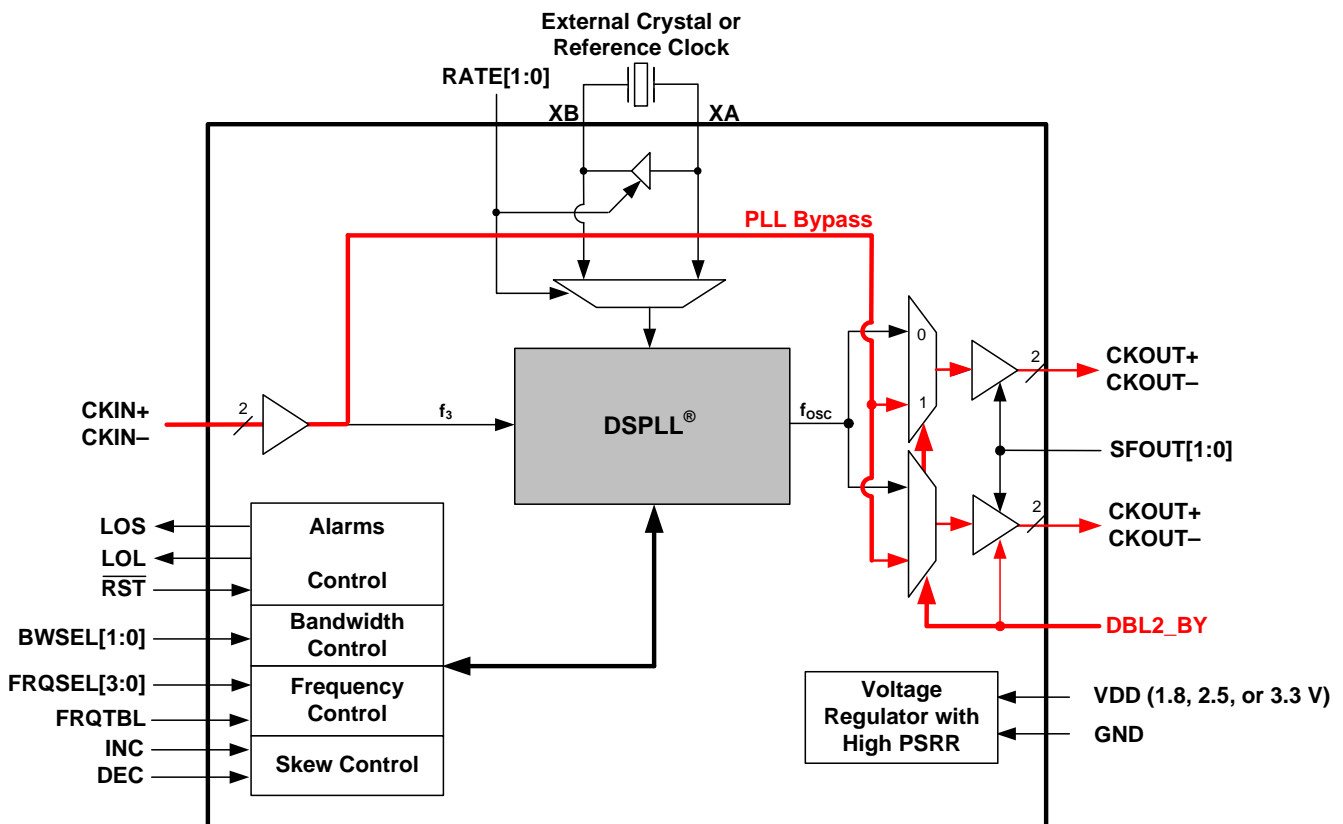 External Crystal or
Reference Clock
RATE[1:0]
XB
XA
PLL Bypass
CKIN+
CKIN–
2
f3
DSPLL®
fOSC
0
1
2
CKOUT+
CKOUT–
SFOUT[1:0]
2
CKOUT+
CKOUT–
DBL2_BY
LOS
LOL
RST
BWSEL[1:0]
FRQSEL[3:0]
FRQTBL
INC
DEC
Alarms
Control
Bandwidth
Control
Frequency
Control
Skew Control
Voltage
Regulator with
High PSRR
VDD (1.8, 2.5, or 3.3 V)
GND